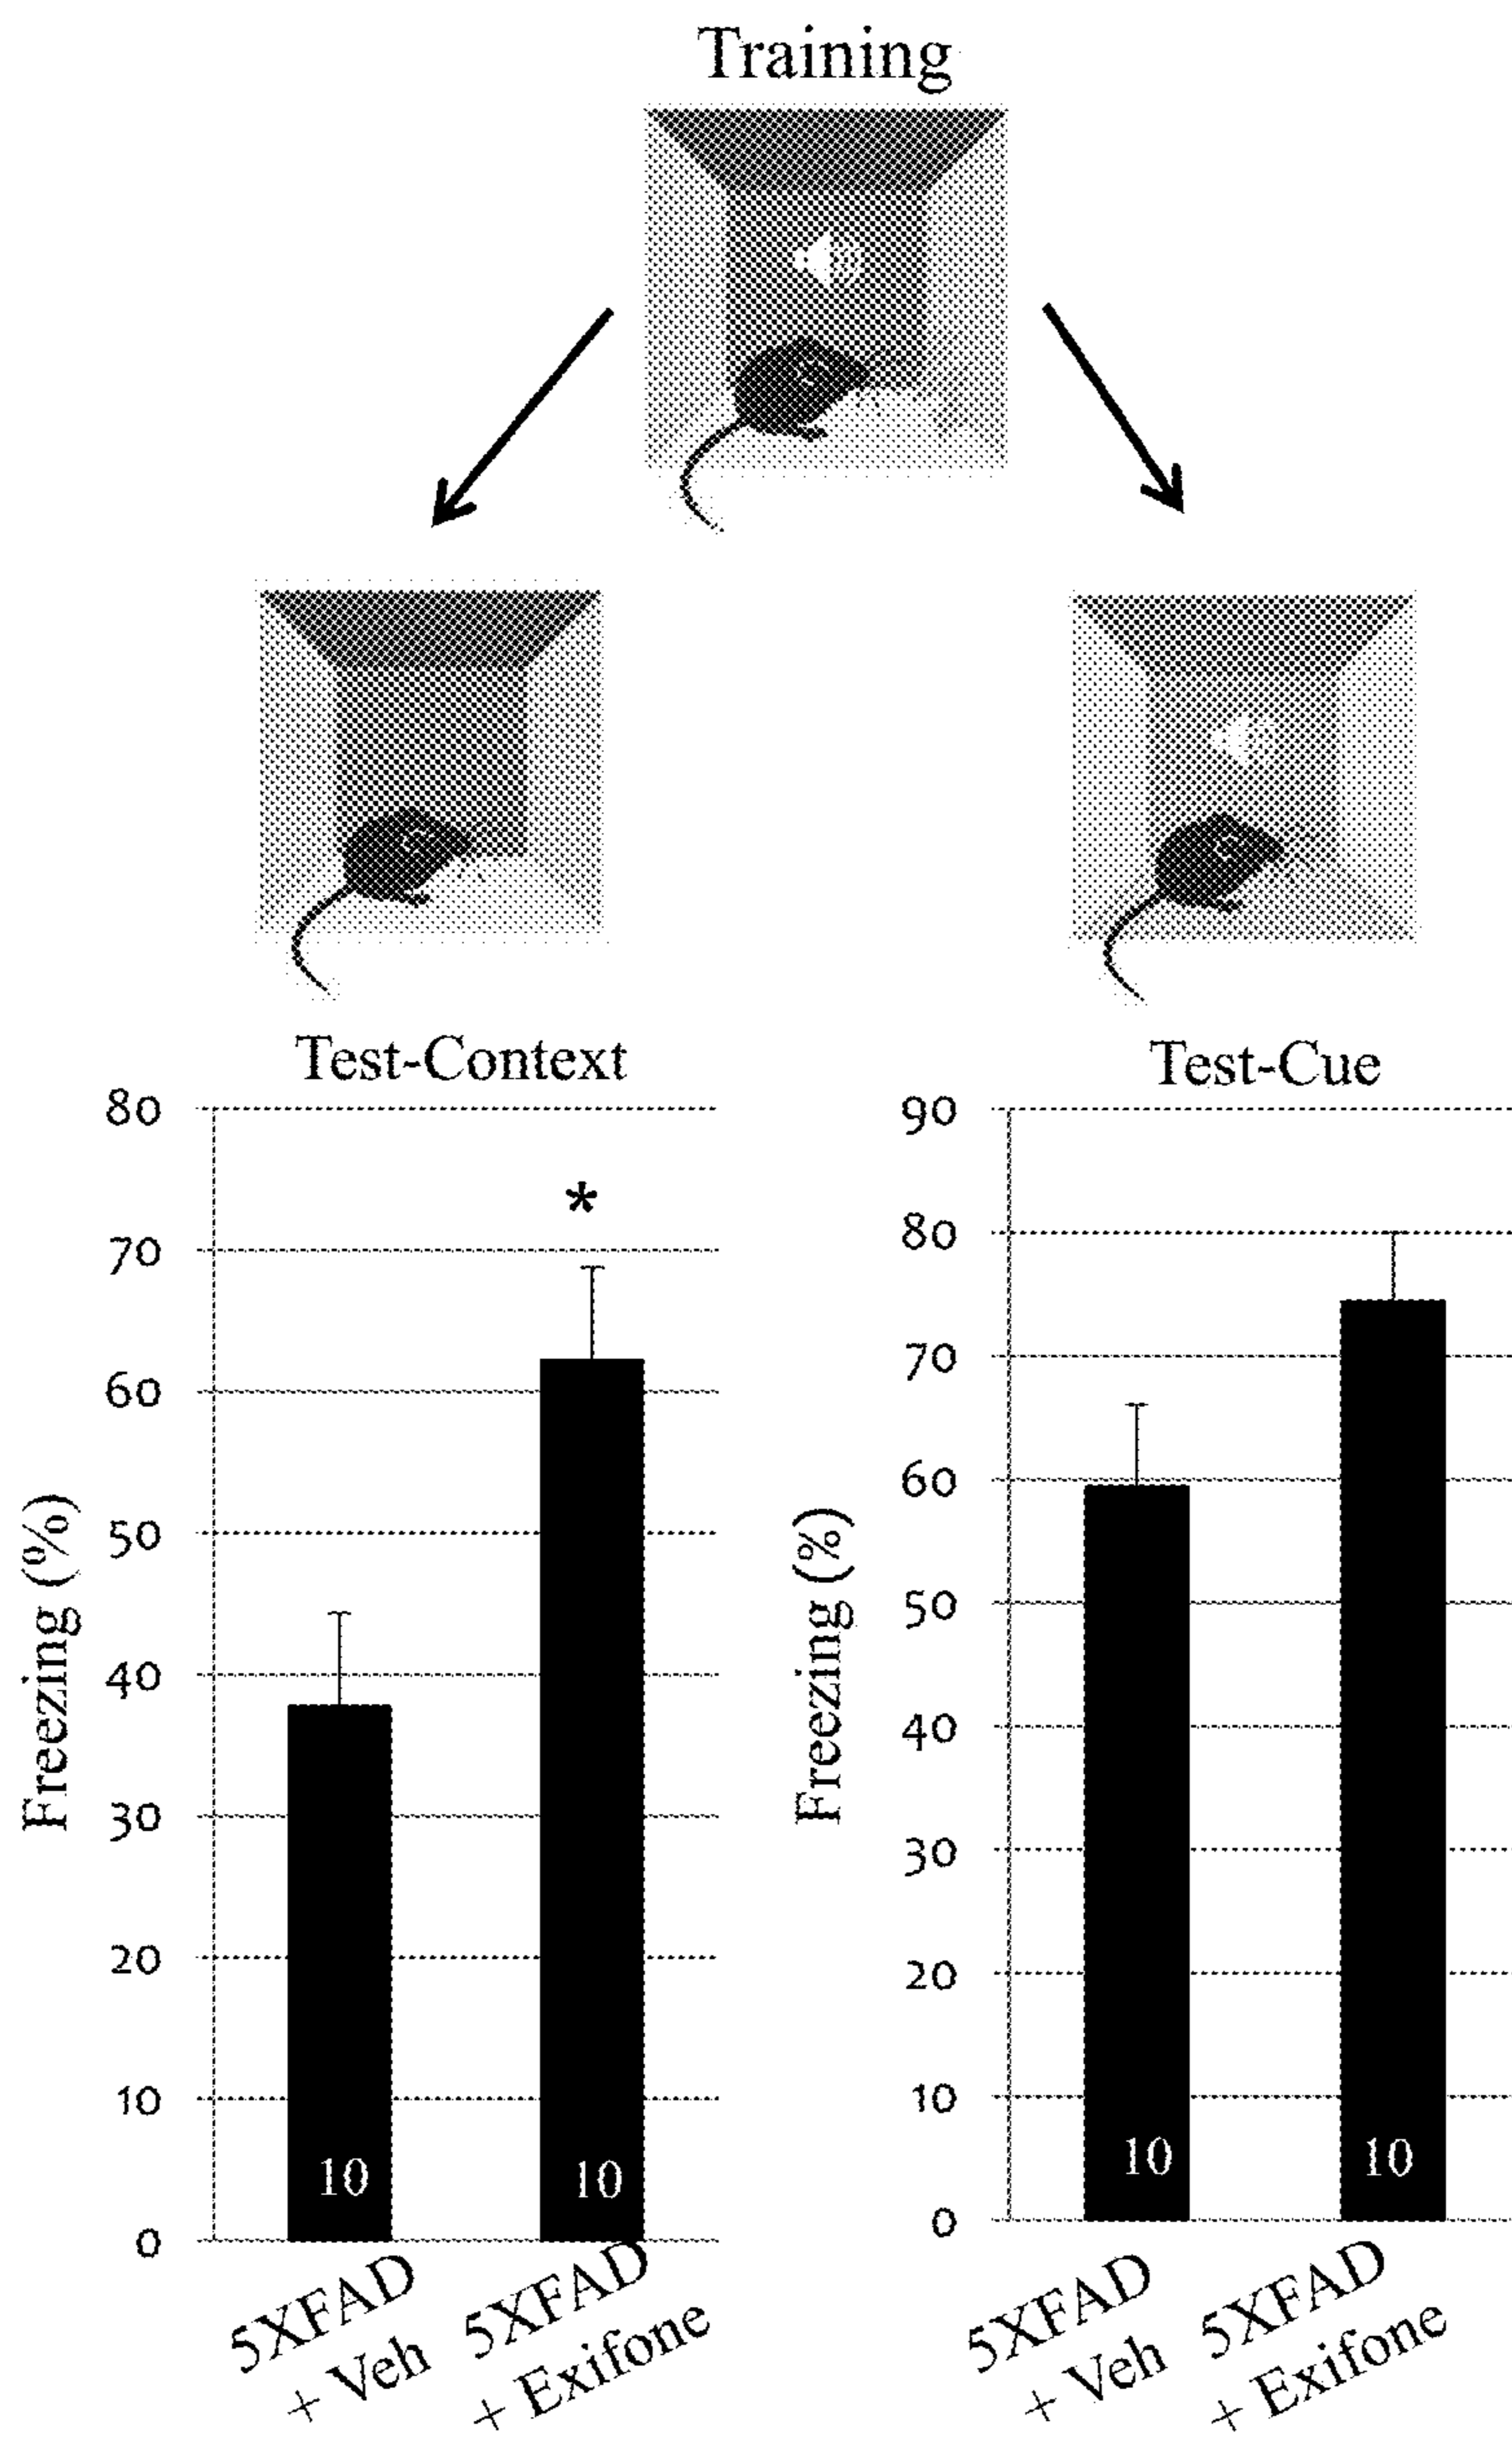 Training
Test-Context
Test-Cue
Freezing (%)
80
70
60
50
40
30
20
10
0
*
10
10
5XFAD
+ Veh
5XFAD
+ Exifone
Freezing (%)
90
80
70
60
50
40
30
20
10
0
10
10
5XFAD
+ Veh
5XFAD
+ Exifone